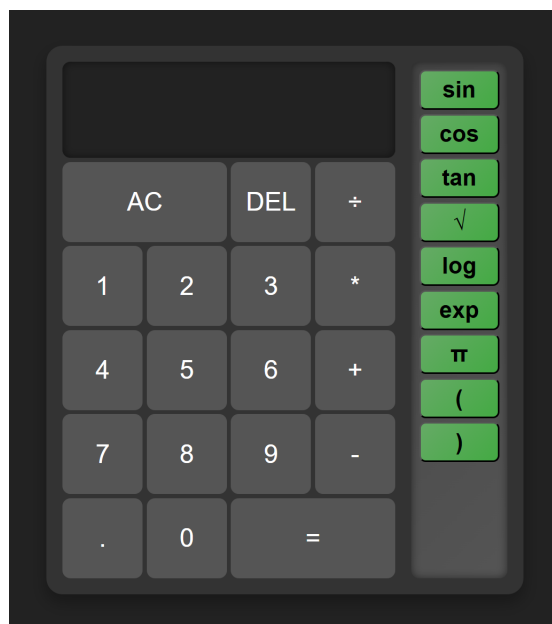 AC DEL ÷
1 2 3 *
4 5 6 +
7 8 9 -
. 0 =
sin
cos
tan
√
log
exp
π
(
)